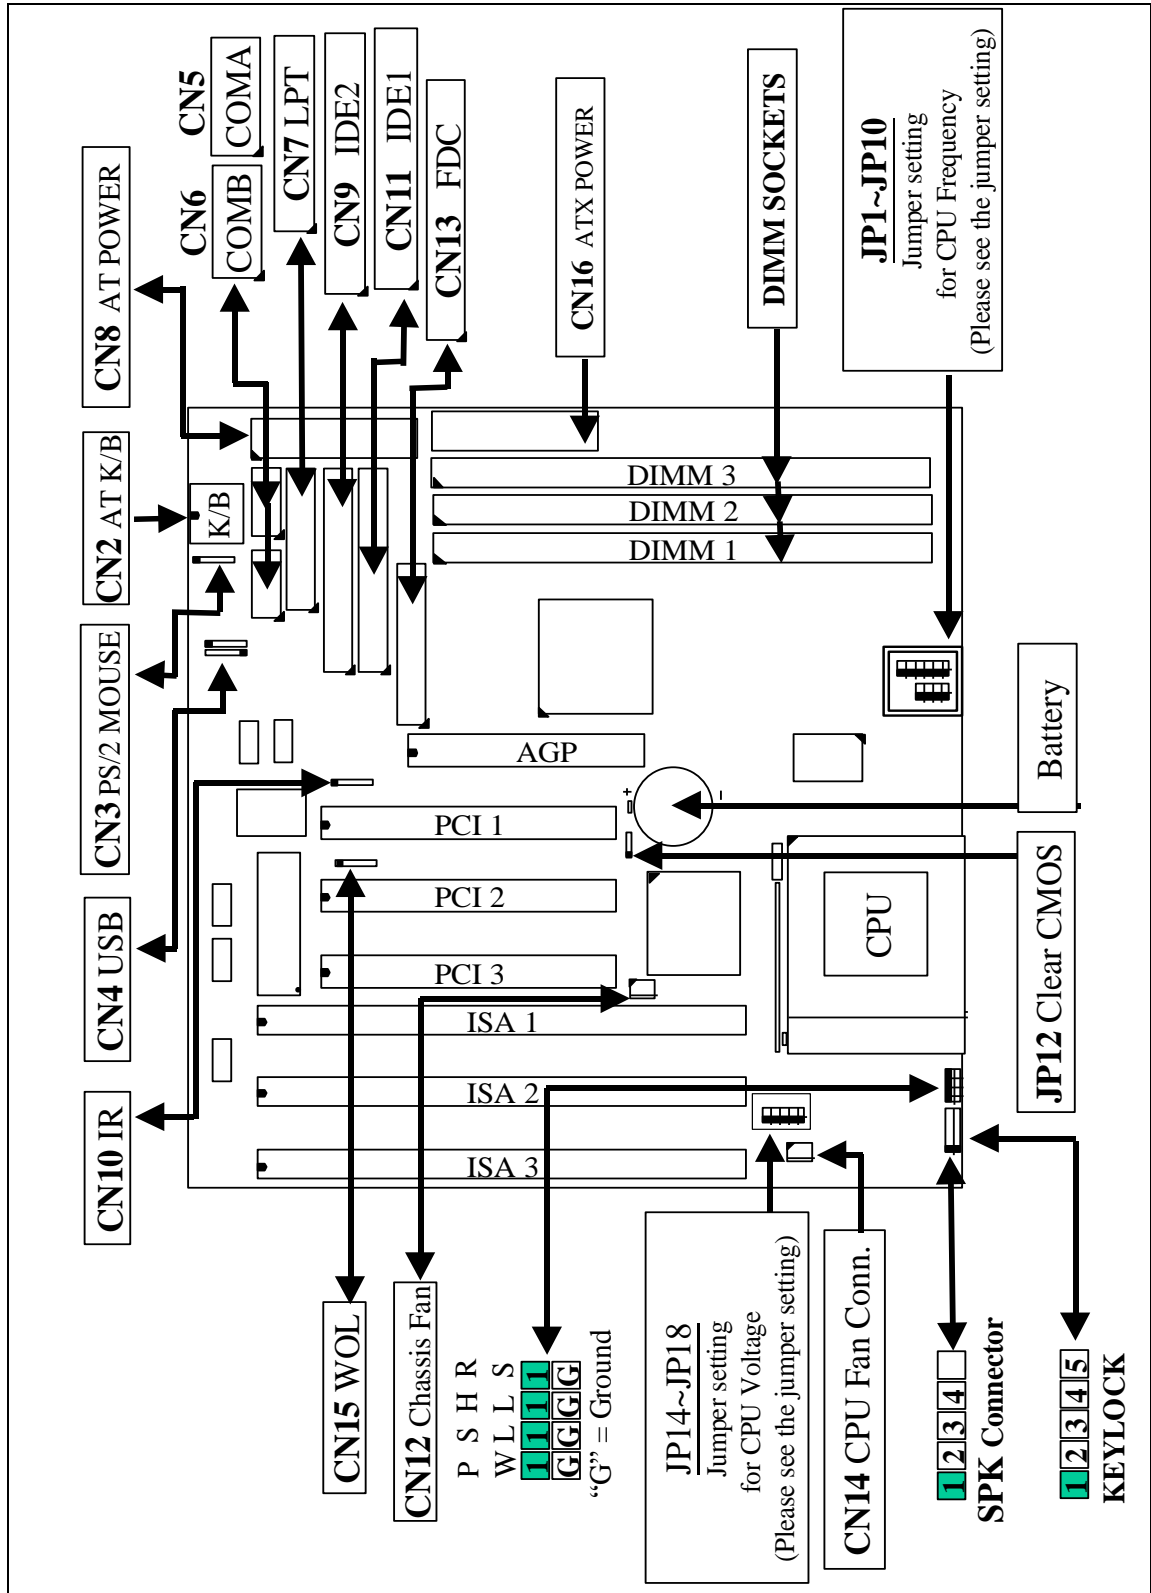 CN5
COMA
CN6
COMB
CN7 LPT
CN9 IDE2
CN11 IDE1
CN13 FDC
CN8 AT POWER
CN16 ATX POWER
DIMM SOCKETS
JP1~JP10
Jumper setting
for CPU Frequency
(Please see the jumper setting)
CN2 AT K/B
CN3 PS/2 MOUSE
CN4 USB
CN10 IR
K/B
DIMM 3
DIMM 2
DIMM 1
AGP
PCI 1
PCI 2
PCI 3
ISA 1
ISA 2
ISA 3
+
–
CPU
Battery
JP12 Clear CMOS
CN15 WOL
CN12 Chassis Fan
P S H R
W L L S
1 1 1 1
G G G G
“G” = Ground
JP14~JP18
Jumper setting
for CPU Voltage
(Please see the jumper setting)
CN14 CPU Fan Conn.
1 2 3 4
SPK Connector
1 2 3 4 5
KEYLOCK